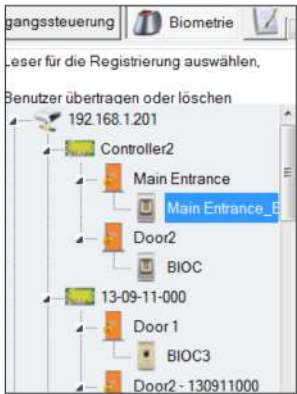 gangssteuerung Biometrie
Leser für die Registrierung auswählen,
Benutzer übertragen oder löschen
192.168.1.201
Controller2
Main Entrance
Main Entrance_E
Door2
BIOC
13-09-11-000
Door 1
BIOC3
Door2 - 130911000